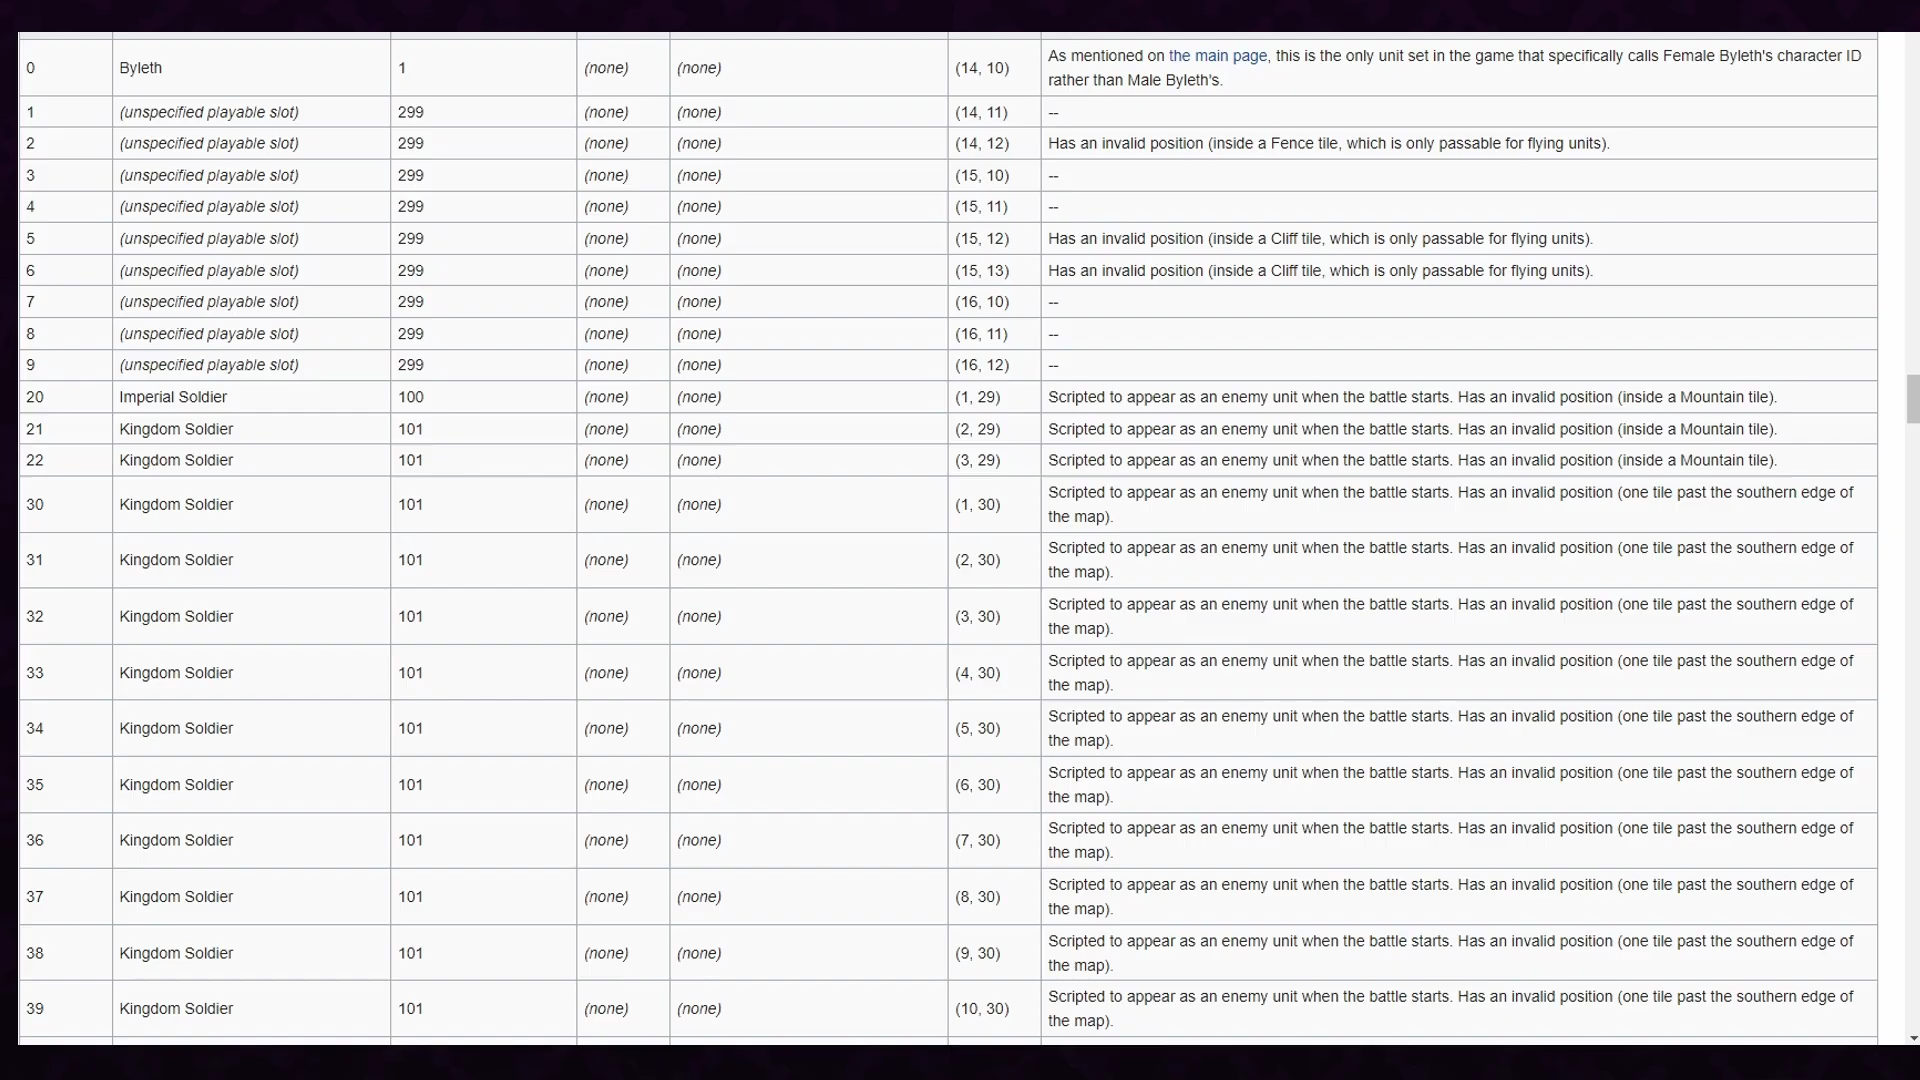 0 Byleth 1 (none) (none) (14, 10) As mentioned on the main page, this is the only unit set in the game that specifically calls Female Byleth's character ID
rather than Male Byleth's.
1 (unspecified playable slot) 299 (none) (none) (14, 11) --
2 (unspecified playable slot) 299 (none) (none) (14, 12) Has an invalid position (inside a Fence tile, which is only passable for flying units).
3 (unspecified playable slot) 299 (none) (none) (15, 10) --
4 (unspecified playable slot) 299 (none) (none) (15, 11) --
5 (unspecified playable slot) 299 (none) (none) (15, 12) Has an invalid position (inside a Cliff tile, which is only passable for flying units).
6 (unspecified playable slot) 299 (none) (none) (15, 13) Has an invalid position (inside a Cliff tile, which is only passable for flying units).
7 (unspecified playable slot) 299 (none) (none) (16, 10) --
8 (unspecified playable slot) 299 (none) (none) (16, 11) --
9 (unspecified playable slot) 299 (none) (none) (16, 12) --
20 Imperial Soldier 100 (none) (none) (1, 29) Scripted to appear as an enemy unit when the battle starts. Has an invalid position (inside a Mountain tile).
21 Kingdom Soldier 101 (none) (none) (2, 29) Scripted to appear as an enemy unit when the battle starts. Has an invalid position (inside a Mountain tile).
22 Kingdom Soldier 101 (none) (none) (3, 29) Scripted to appear as an enemy unit when the battle starts. Has an invalid position (inside a Mountain tile).
30 Kingdom Soldier 101 (none) (none) (1, 30) Scripted to appear as an enemy unit when the battle starts. Has an invalid position (one tile past the southern edge of
the map).
31 Kingdom Soldier 101 (none) (none) (2, 30) Scripted to appear as an enemy unit when the battle starts. Has an invalid position (one tile past the southern edge of
the map).
32 Kingdom Soldier 101 (none) (none) (3, 30) Scripted to appear as an enemy unit when the battle starts. Has an invalid position (one tile past the southern edge of
the map).
33 Kingdom Soldier 101 (none) (none) (4, 30) Scripted to appear as an enemy unit when the battle starts. Has an invalid position (one tile past the southern edge of
the map).
34 Kingdom Soldier 101 (none) (none) (5, 30) Scripted to appear as an enemy unit when the battle starts. Has an invalid position (one tile past the southern edge of
the map).
35 Kingdom Soldier 101 (none) (none) (6, 30) Scripted to appear as an enemy unit when the battle starts. Has an invalid position (one tile past the southern edge of
the map).
36 Kingdom Soldier 101 (none) (none) (7, 30) Scripted to appear as an enemy unit when the battle starts. Has an invalid position (one tile past the southern edge of
the map).
37 Kingdom Soldier 101 (none) (none) (8, 30) Scripted to appear as an enemy unit when the battle starts. Has an invalid position (one tile past the southern edge of
the map).
38 Kingdom Soldier 101 (none) (none) (9, 30) Scripted to appear as an enemy unit when the battle starts. Has an invalid position (one tile past the southern edge of
the map).
39 Kingdom Soldier 101 (none) (none) (10, 30) Scripted to appear as an enemy unit when the battle starts. Has an invalid position (one tile past the southern edge of
the map).